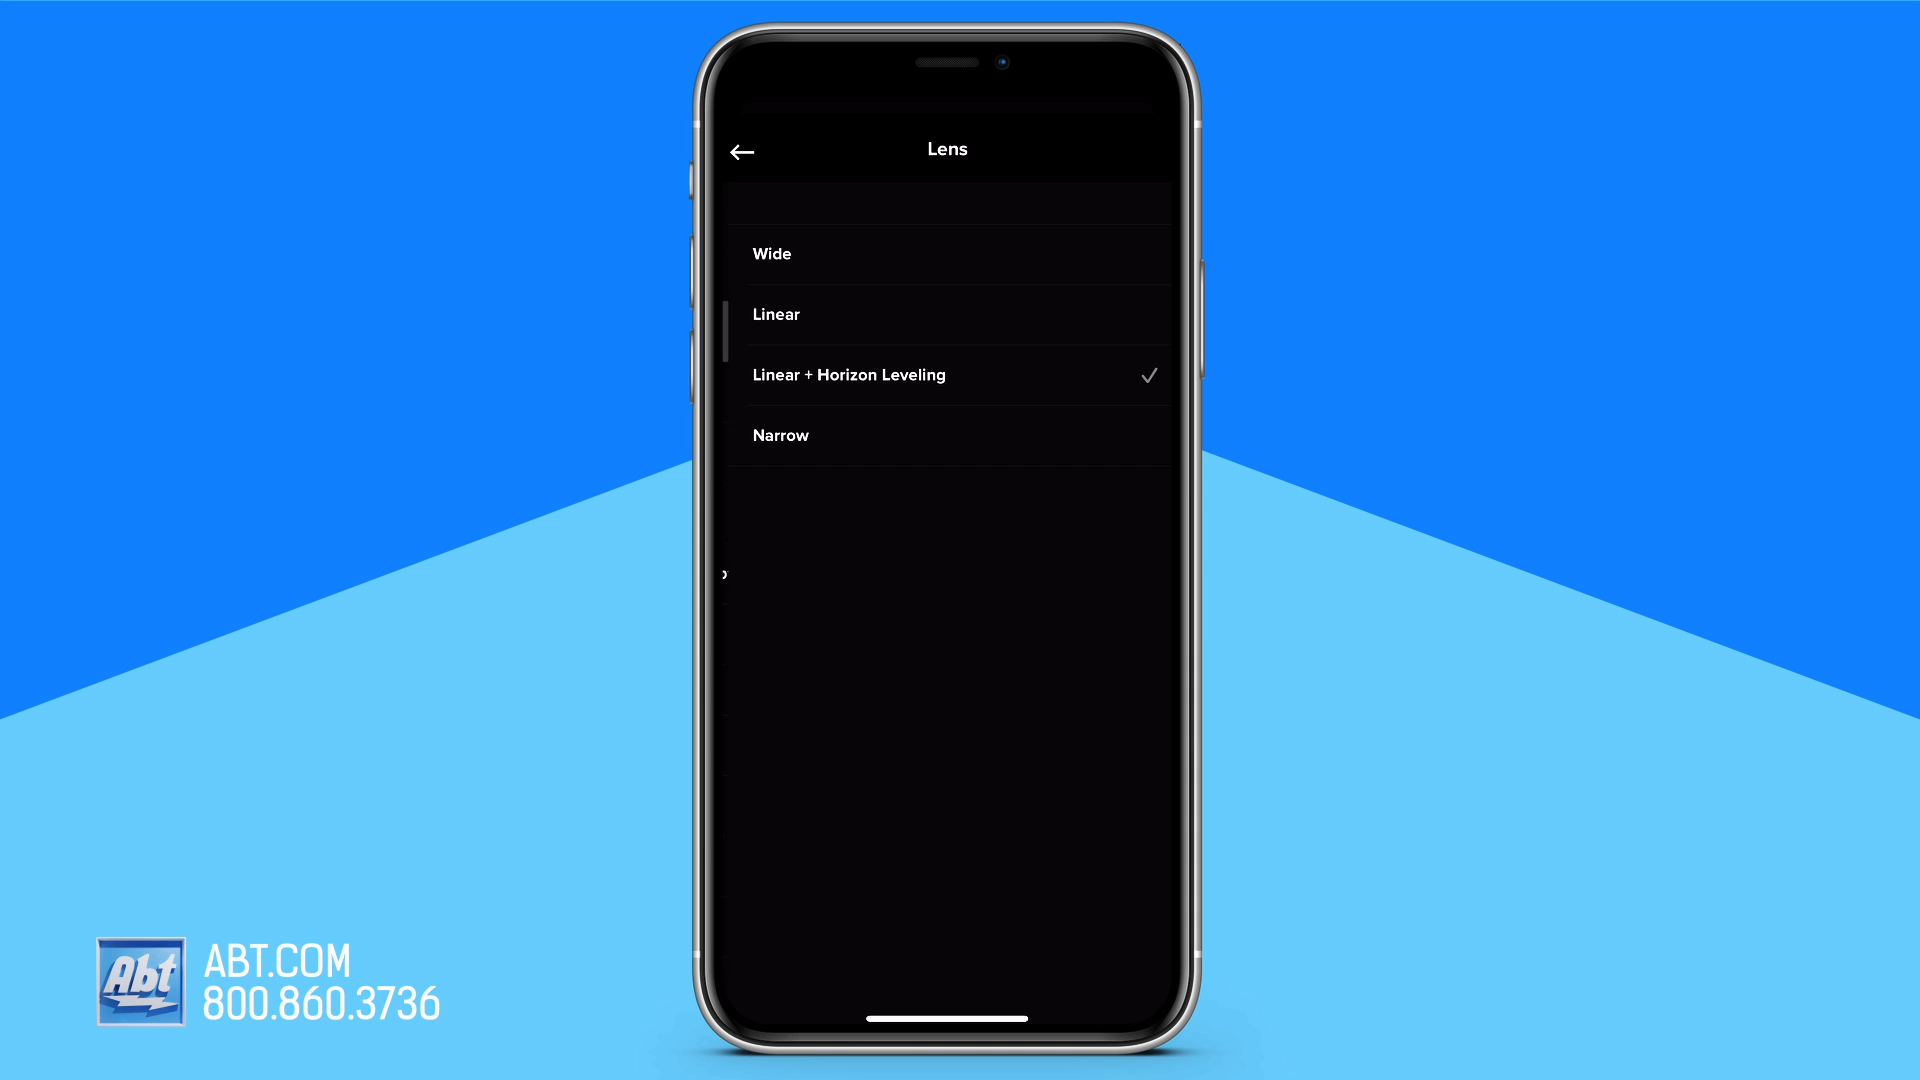 Lens
Wide
Linear
Linear + Horizon Leveling
Narrow
Abt
ABT.COM
800.860.3736